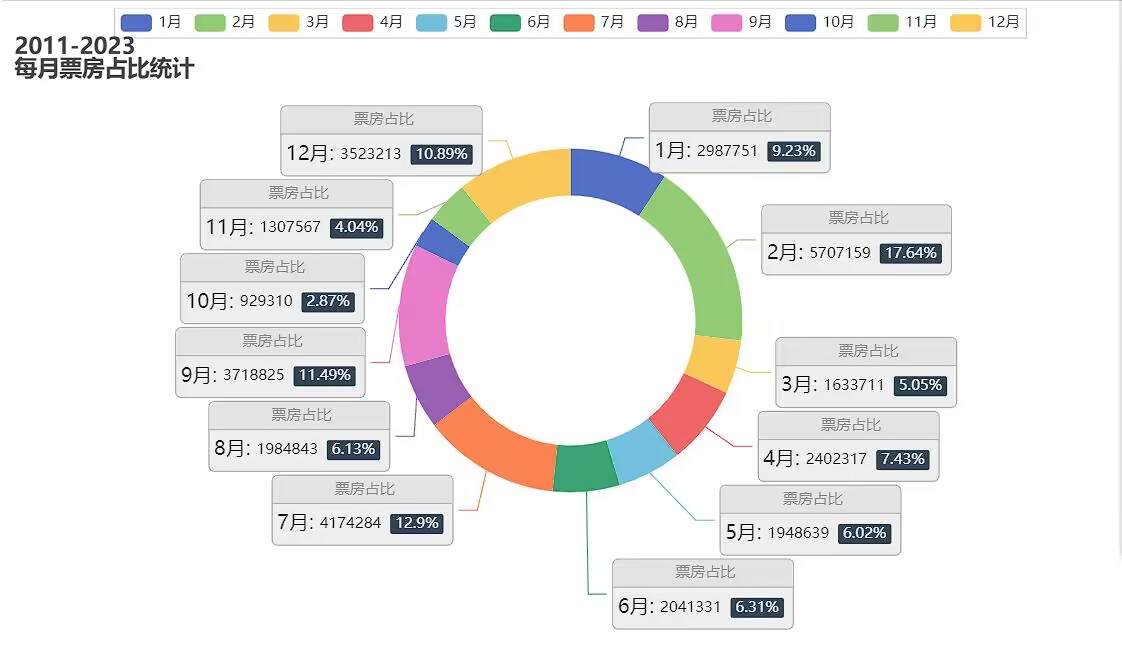 1月 2月 3月 4月 5月 6月 7月 8月 9月 10月 11月 12月
2011-2023
每月票房占比统计
票房占比
12月: 3523213 10.89%
票房占比
1月: 2987751 9.23%
票房占比
11月: 1307567 4.04%
票房占比
2月: 5707159 17.64%
票房占比
10月: 929310 2.87%
票房占比
9月: 3718825 11.49%
票房占比
3月: 1633711 5.05%
票房占比
8月: 1984843 6.13%
票房占比
4月: 2402317 7.43%
票房占比
7月: 4174284 12.9%
票房占比
5月: 1948639 6.02%
票房占比
6月: 2041331 6.31%